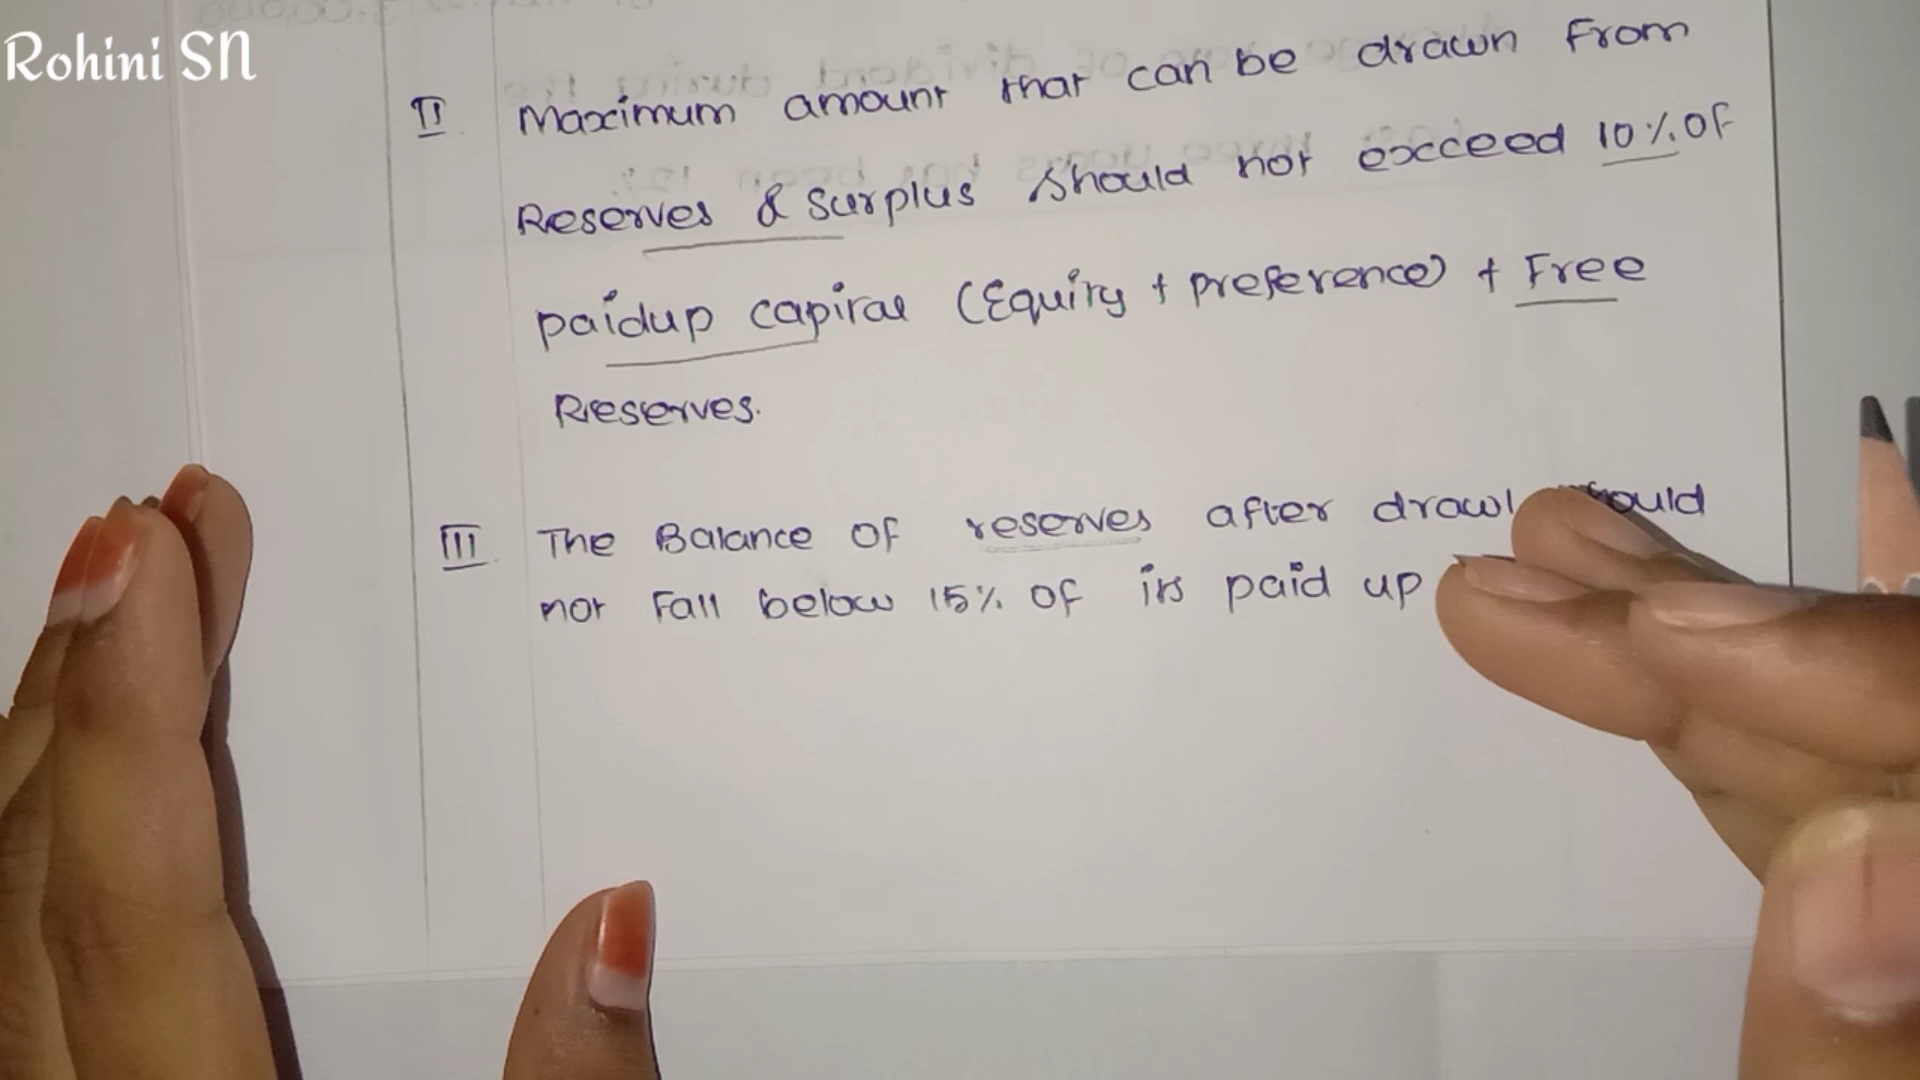 Rohini SN
II Maximum amount that can be drawn From
Reserves & Surplus Should not exceed 10% OF
Paidup capital (Equity + preference) + Free
Reserves.
III The Balance OF reserves after drawl
not Fall below 15% OF its paid up